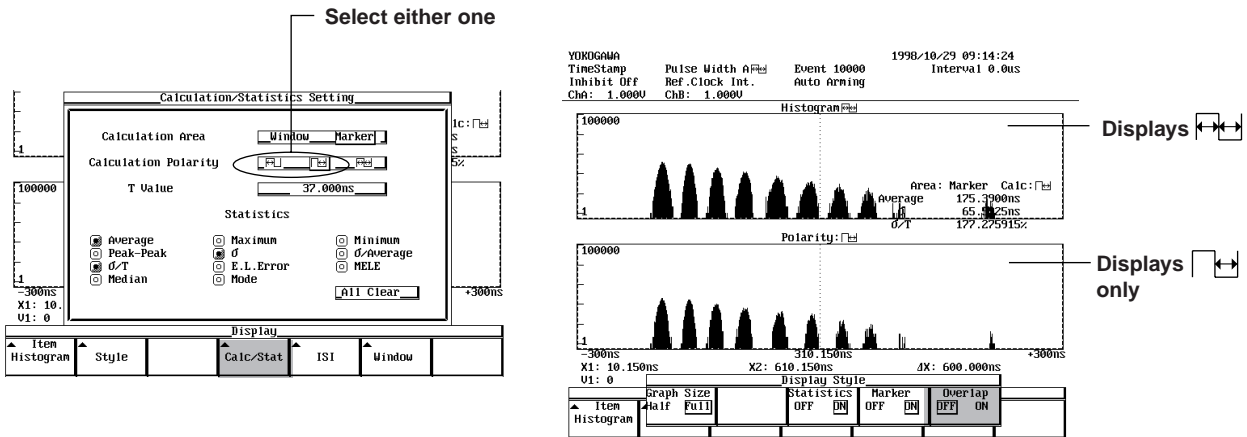 Select either one
Calculation/Statistics Setting
Calculation Area Window Marker
Calculation Polarity
T Value 37.000ns
Statistics
Average Maximum Minimum
Peak-Peak σ σ/Average
σ/T E.L.Error MELE
Median Mode
All Clear
lc:
s
s
5%
1
100000
1
-300ns +300ns
X1: 10.
V1: 0
Display
Item Histogram Style Calc/Stat ISI Window
YOKOGAWA 1998/10/29 09:14:24
TimeStamp Pulse Width A Event 10000 Interval 0.0us
Inhibit Off Ref.Clock Int. Auto Arming
ChA: 1.000V ChB: 1.000V
Histogram
100000
Area: Marker Calc:
Average 175.3900ns
65. 25ns
1
σ/T 177.275915%
Polarity:
100000
1
-300ns 310.150ns +300ns
X1: 10.150ns X2: 610.150ns ΔX: 600.000ns
V1: 0
Display Style
Graph Size Statistics Marker Overlap
Item Histogram Half Full OFF ON OFF ON OFF ON
Displays
Displays
only